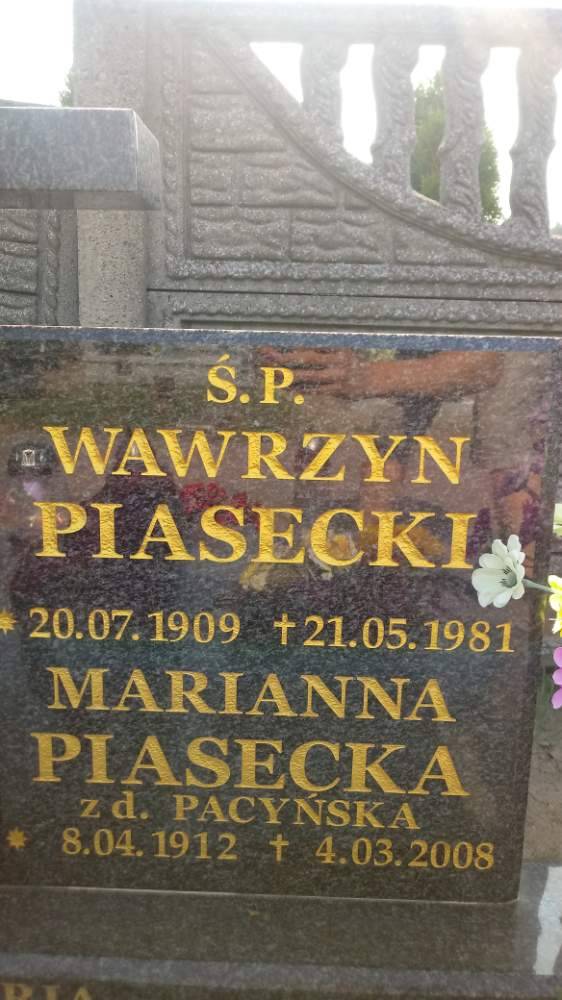 Ś.P.
WAWRZYN
PIASECKI
* 20.07.1909 †21.05.1981
MARIANNA
PIASECKA
z d. PACYŃSKA
* 8.04.1912 † 4.03.2008